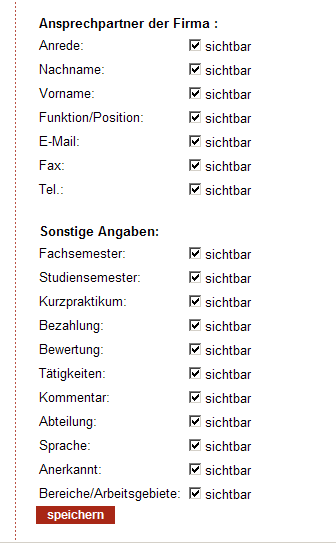 Ansprechpartner der Firma :
Anrede: sichtbar
Nachname: sichtbar
Vorname: sichtbar
Funktion/Position: sichtbar
E-Mail: sichtbar
Fax: sichtbar
Tel.: sichtbar
Sonstige Angaben:
Fachsemester: sichtbar
Studiensemester: sichtbar
Kurzpraktikum: sichtbar
Bezahlung: sichtbar
Bewertung: sichtbar
Tätigkeiten: sichtbar
Kommentar: sichtbar
Abteilung: sichtbar
Sprache: sichtbar
Anerkannt: sichtbar
Bereiche/Arbeitsgebiete: sichtbar
speichern